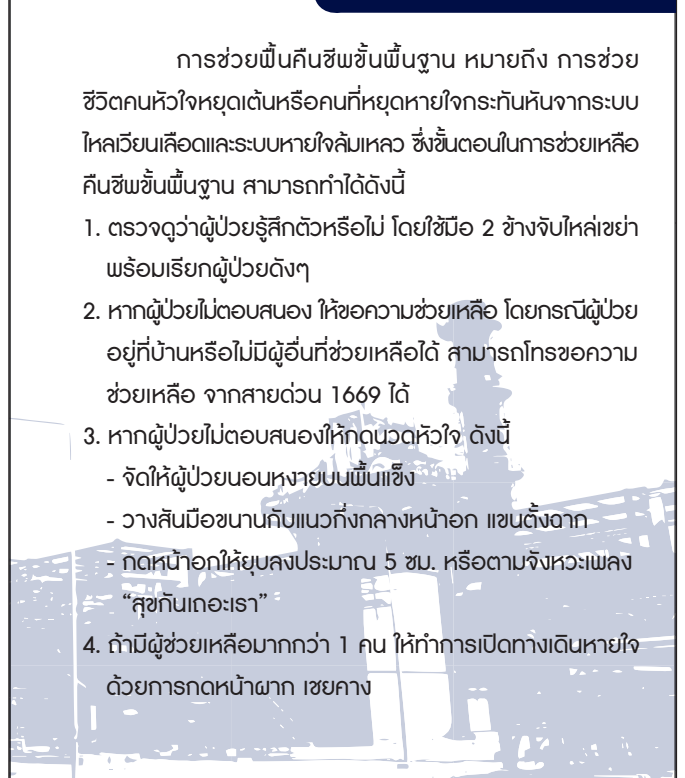 การช่วยฟื้นคืนชีพขั้นพื้นฐาน หมายถึง การช่วย
ชีวิตคนหัวใจหยุดเต้นหรือคนที่หยุดหายใจกระทันหันจากระบบ
ไหลเวียนเลือดและระบบหายใจล้มเหลว ซึ่งขั้นตอนในการช่วยเหลือ
คืนชีพขั้นพื้นฐาน สามารถทำได้ดังนี้
1. ตรวจดูว่าผู้ป่วยรู้สึกตัวหรือไม่ โดยใช้มือ 2 ข้างจับไหล่เขย่า
พร้อมเรียกผู้ป่วยดังๆ
2. หากผู้ป่วยไม่ตอบสนอง ให้ขอความช่วยเหลือ โดยกรณีผู้ป่วย
อยู่ที่บ้านหรือไม่มีผู้อื่นที่ช่วยเหลือได้ สามารถโทรขอความ
ช่วยเหลือ จากสายด่วน 1669 ได้
3. หากผู้ป่วยไม่ตอบสนองให้กดนวดหัวใจ ดังนี้
- จัดให้ผู้ป่วยนอนหงายบนพื้นแข็ง
- วางสันมือขนานกับแนวกึ่งกลางหน้าอก แขนตั้งฉาก
- กดหน้าอกให้ยุบลงประมาณ 5 ซม. หรือตามจังหวะเพลง
“สุขกันเถอะเรา”
4. ถ้ามีผู้ช่วยเหลือมากกว่า 1 คน ให้ทำการเปิดทางเดินหายใจ
ด้วยการกดหน้าผาก เชยคาง